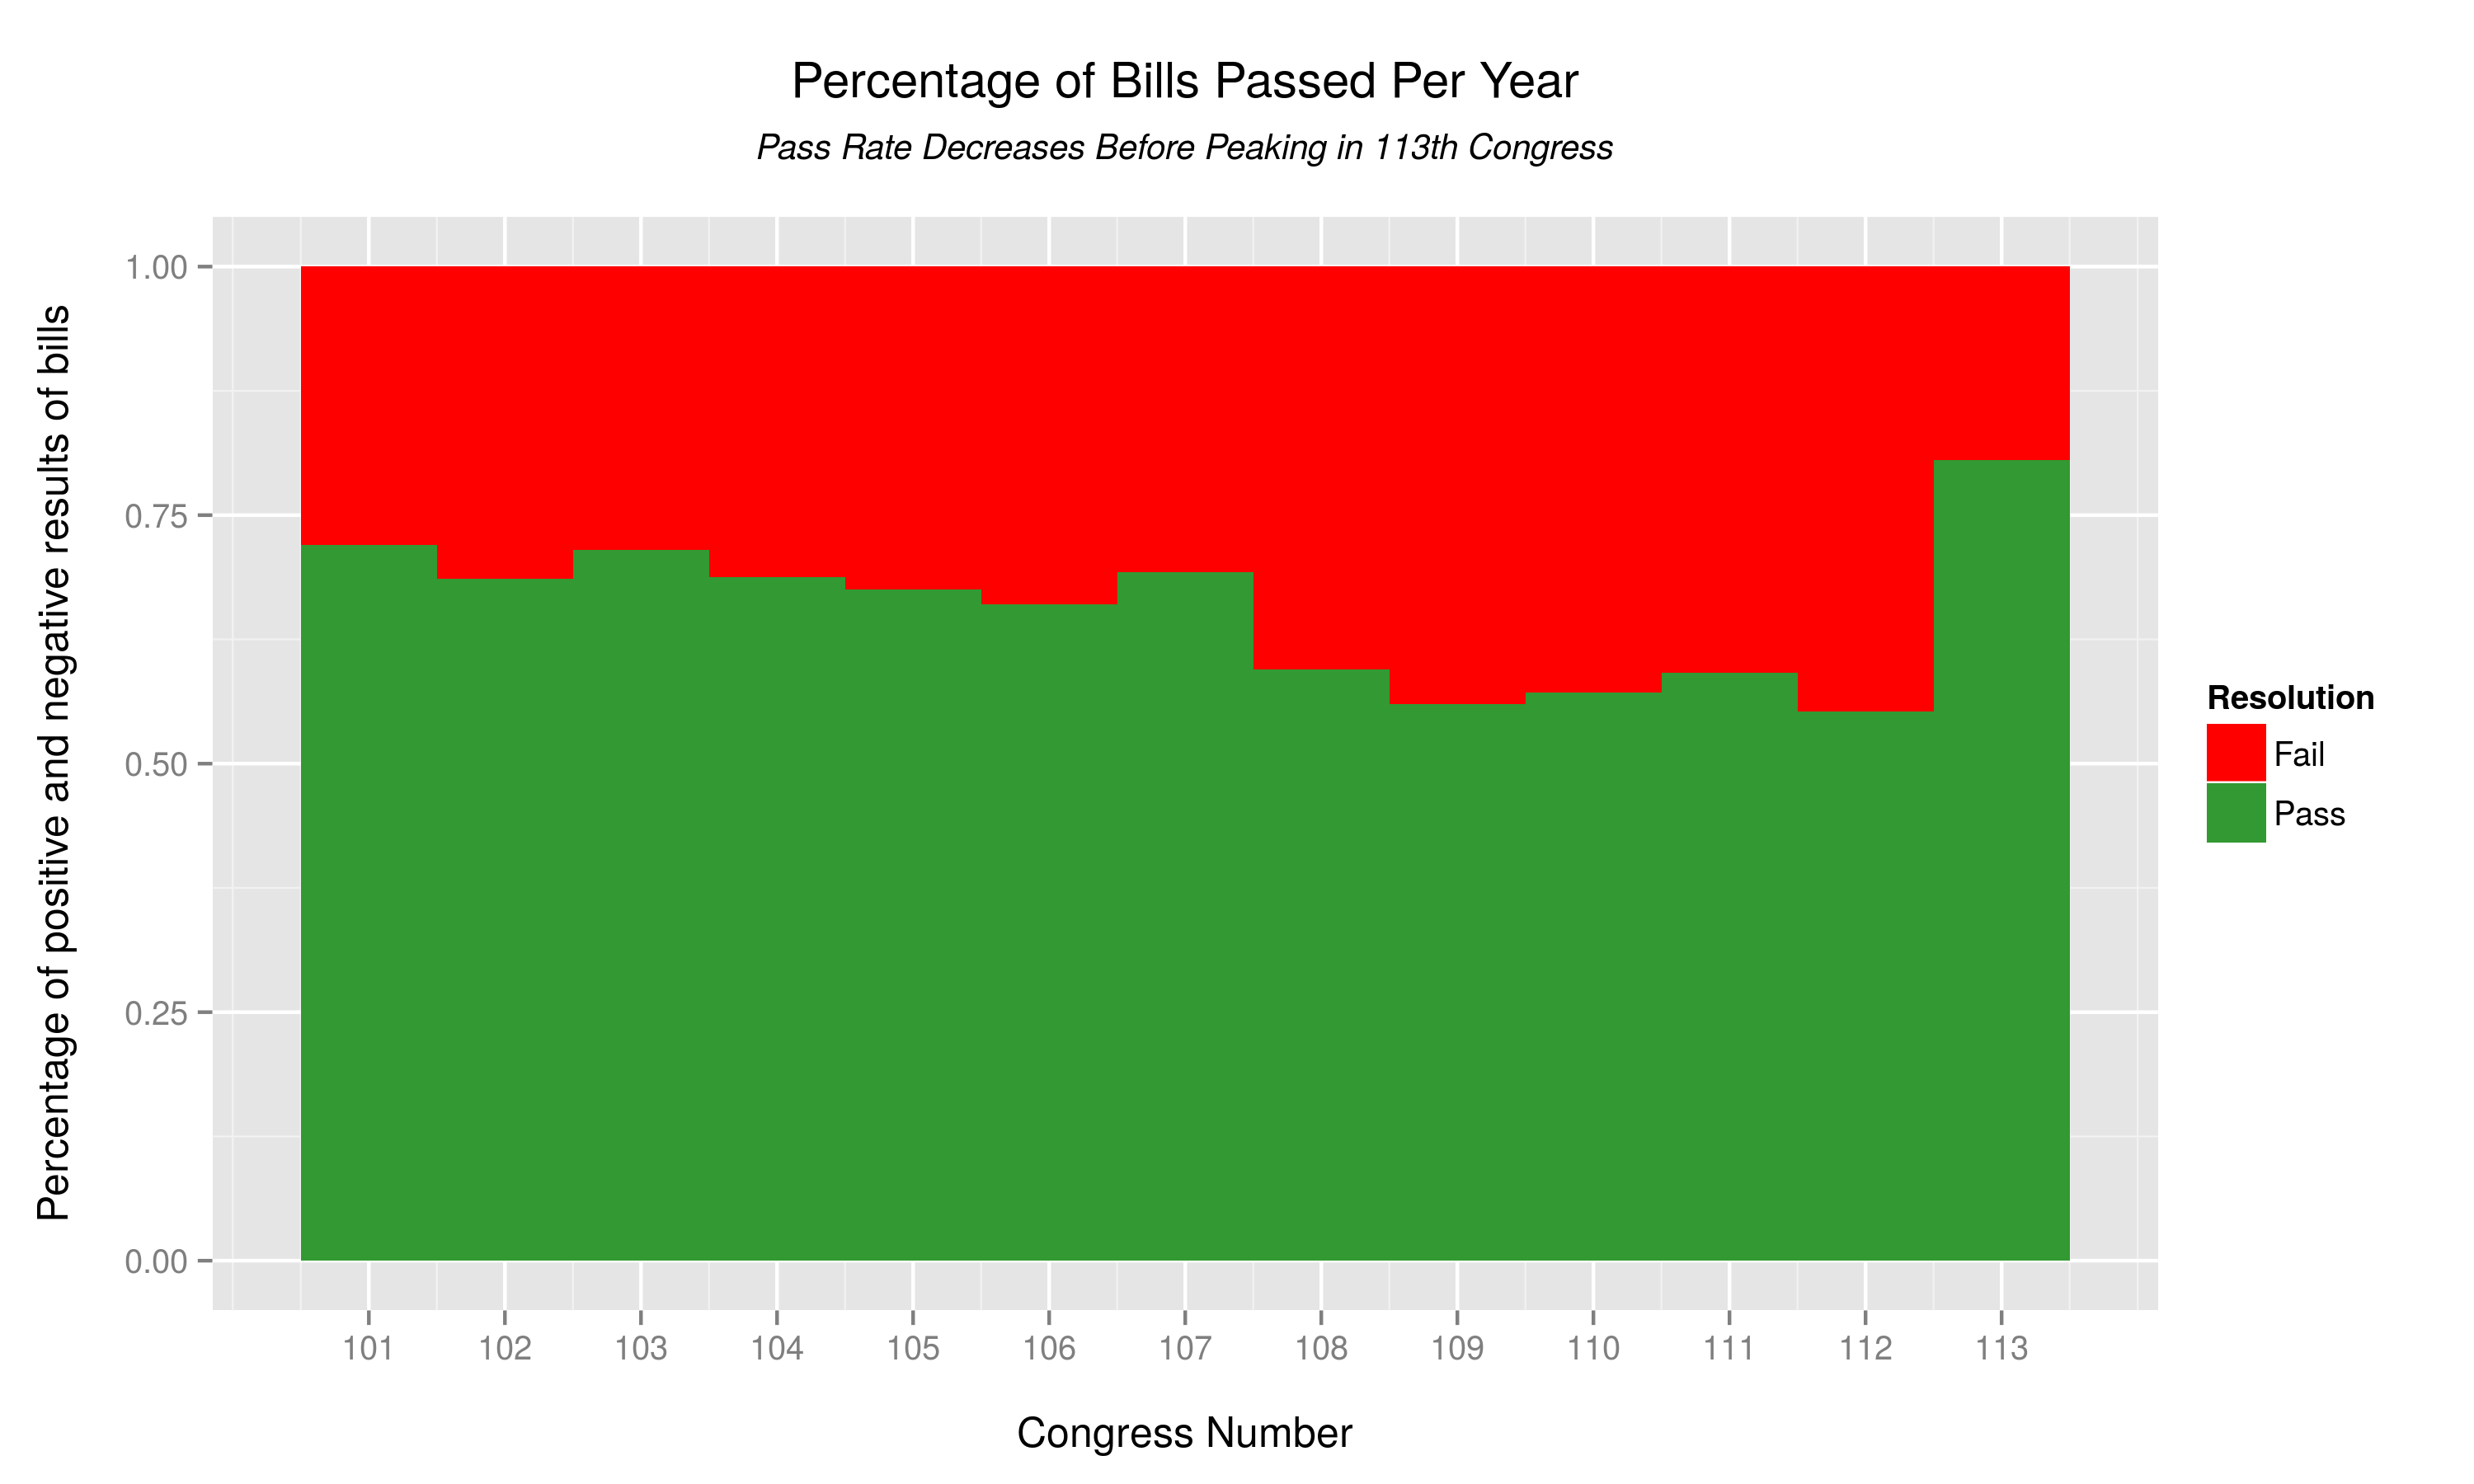 Percentage of Bills Passed Per Year
Pass Rate Decreases Before Peaking in 113th Congress
Percentage of positive and negative results of bills
1.00
0.75
0.50
0.25
0.00
101 102 103 104 105 106 107 108 109 110 111 112 113
Congress Number
Resolution
Fail
Pass